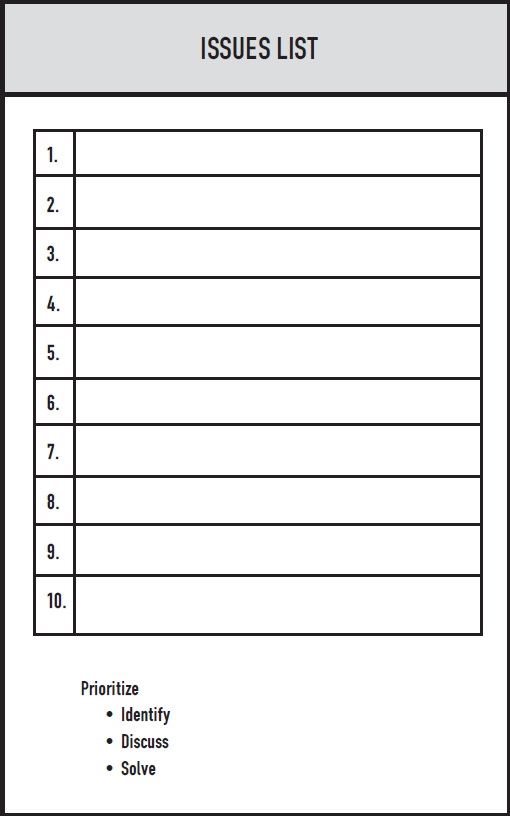 ISSUES LIST
1.
2.
3.
4.
5.
6.
7.
8.
9.
10.
Prioritize
• Identify
• Discuss
• Solve